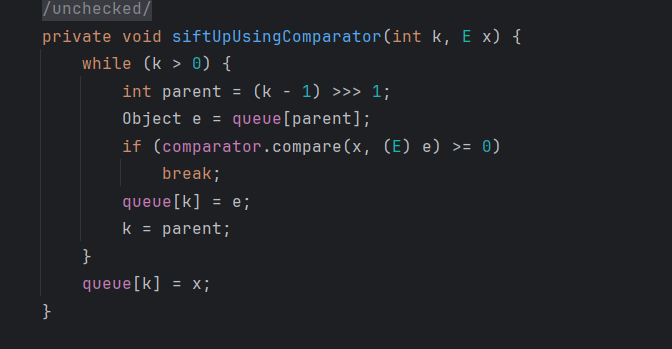 /unchecked/
private void siftUpUsingComparator(int k, E x) {
while (k > 0) {
int parent = (k - 1) >>> 1;
Object e = queue[parent];
if (comparator.compare(x, (E) e) >= 0)
break;
queue[k] = e;
k = parent;
}
queue[k] = x;
}